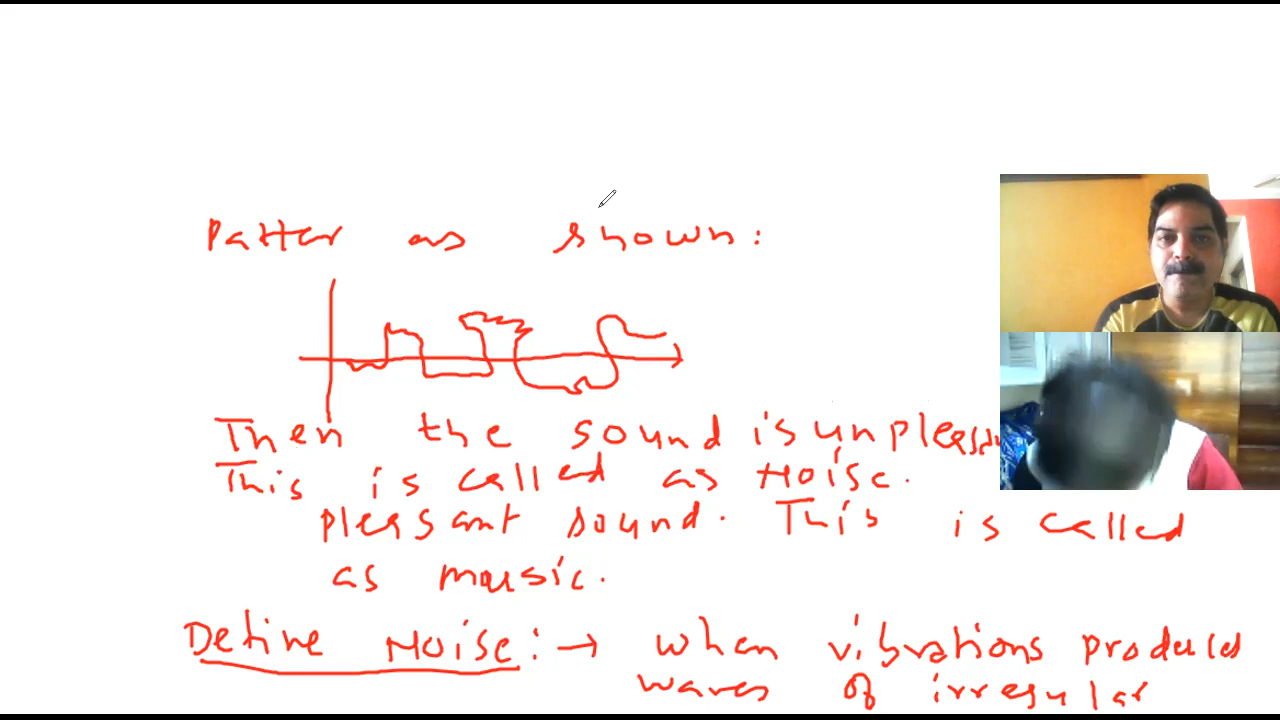 Patter as shown:
Then the sound is unpleas
This is called as Noise.
pleasant sound. This is called
as music.
Define Noise: → when vibrations produces
waves of irregular